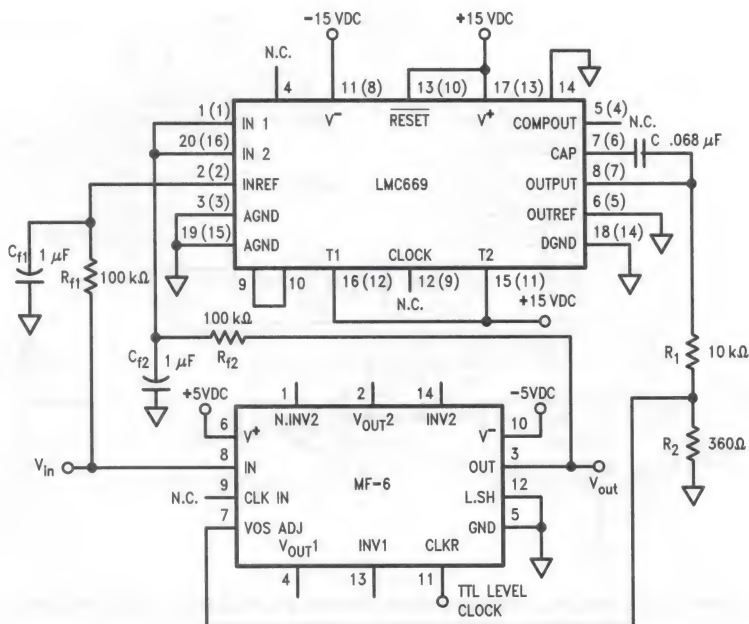 -15 VDC
+15 VDC
N.C.
4
11 (8)
13 (10)
17 (13)
14
1 (1)
IN 1
V-
RESET
V+
COMPOUT
5 (4)
N.C.
20 (16)
IN 2
CAP
7 (6)
C .068 μF
2 (2)
INREF
LMC669
OUTPUT
8 (7)
3 (3)
AGND
OUTREF
6 (5)
19 (15)
AGND
DGND
18 (14)
T1
CLOCK
T2
9
10
16 (12)
12 (9)
15 (11)
N.C.
+15 VDC
Cf1
1 μF
Rf1
100 kΩ
100 kΩ
Rf2
Cf2
1 μF
R1
10 kΩ
+5VDC
1
2
14
-5VDC
6
V+
N.INV2
VOUT2
INV2
V-
10
R2
360Ω
Vin
8
IN
OUT
3
Vout
MF-6
N.C.
9
CLK IN
L.SH
12
7
VOS ADJ
GND
5
VOUT1
INV1
CLKR
4
13
11
TTL LEVEL
CLOCK